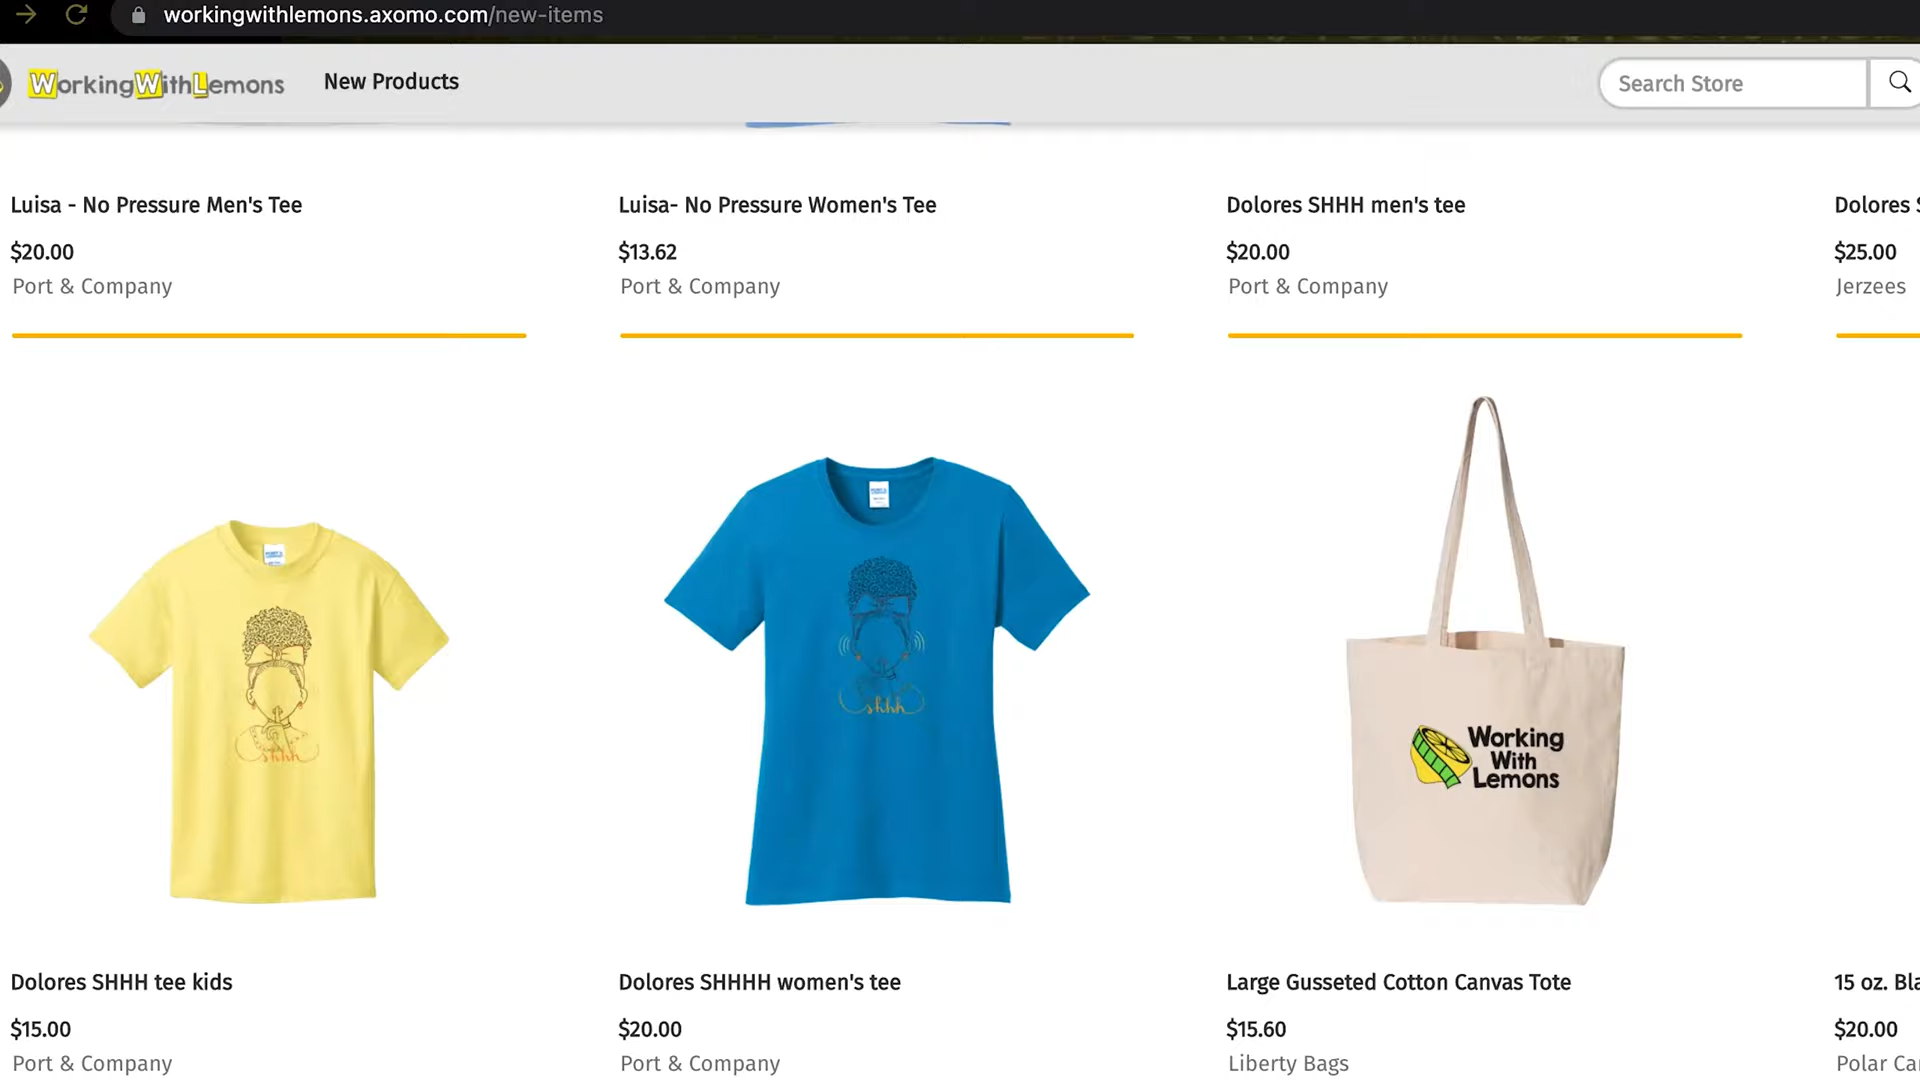 workingwithlemons.axomo.com/new-items
WorkingWithLemons
New Products
Search Store
Luisa - No Pressure Men's Tee
$20.00
Port & Company
Luisa- No Pressure Women's Tee
$13.62
Port & Company
Dolores SHHH men's tee
$20.00
Port & Company
Dolores
$25.00
Jerzees
shhh
shhh
Working
With
Lemons
Dolores SHHH tee kids
$15.00
Port & Company
Dolores SHHHH women's tee
$20.00
Port & Company
Large Gusseted Cotton Canvas Tote
$15.60
Liberty Bags
15 oz. Bla
$20.00
Polar Ca